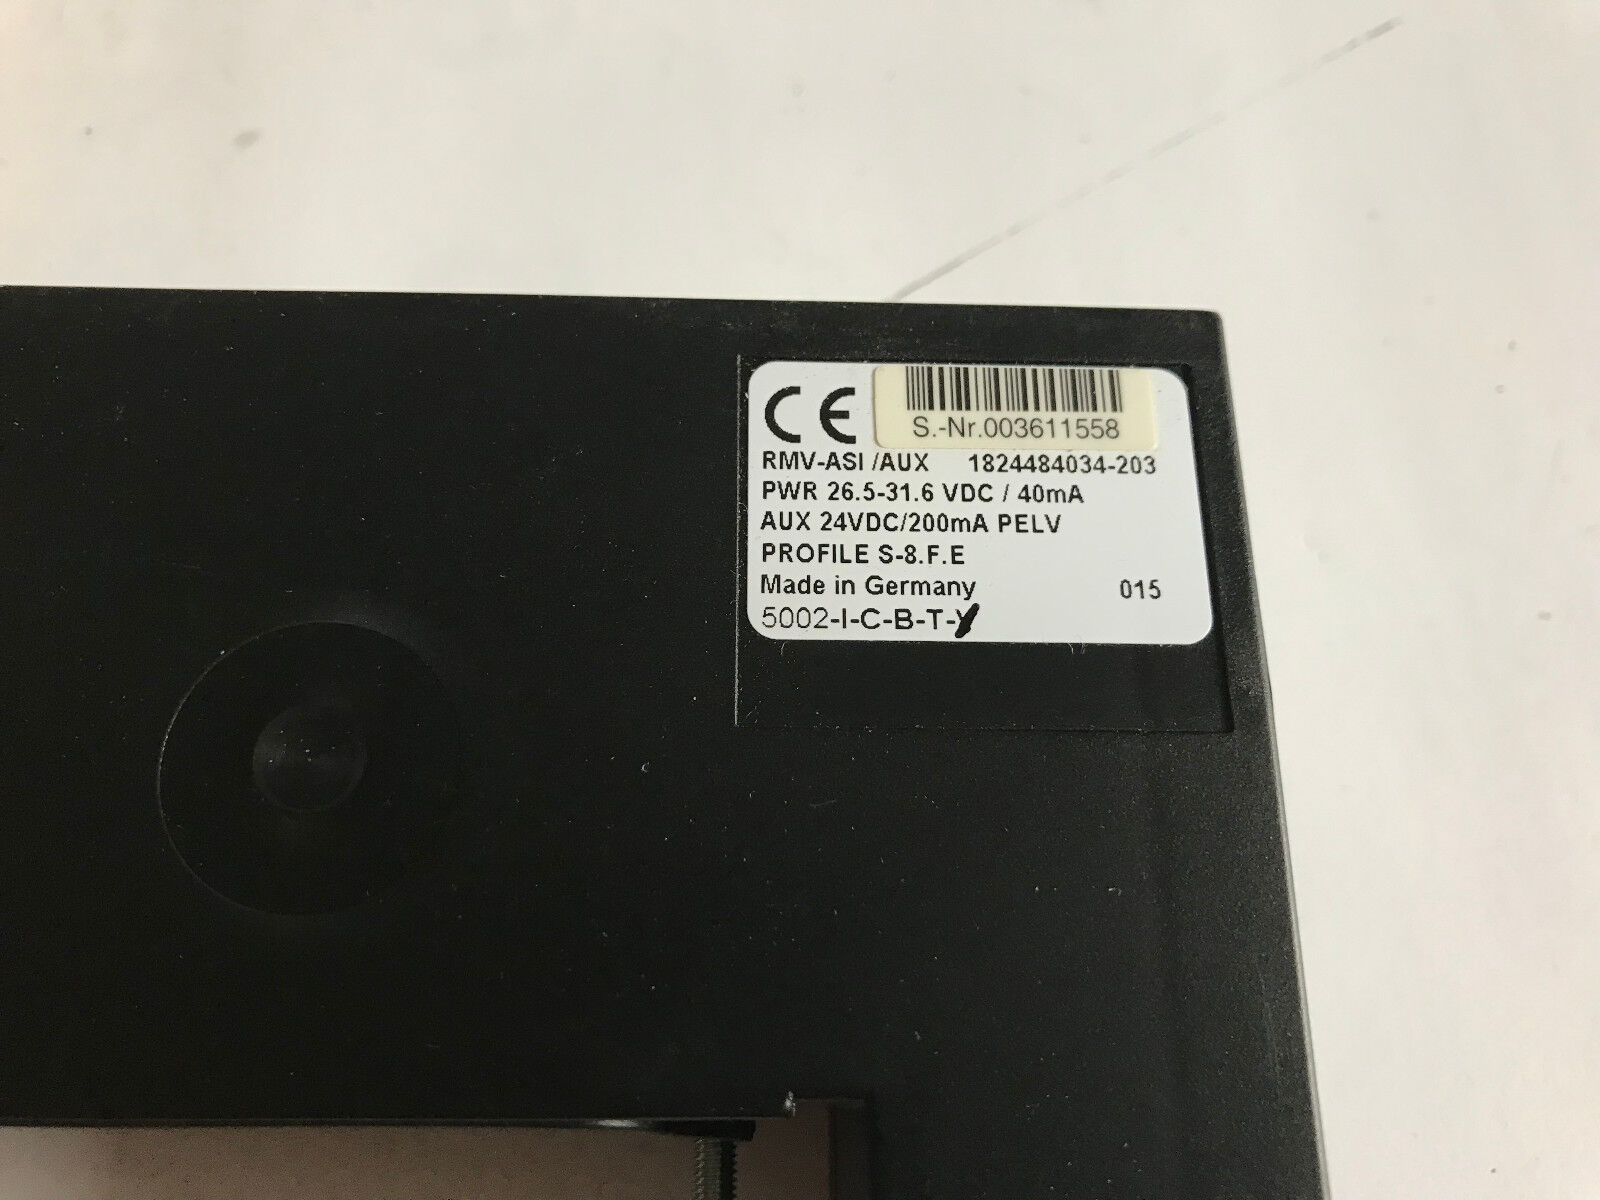 CE
S.-Nr.003611558
RMV-ASI /AUX 1824484034-203
PWR 26.5-31.6 VDC / 40mA
AUX 24VDC/200mA PELV
PROFILE S-8.F.E
Made in Germany 015
5002-I-C-B-T-Y